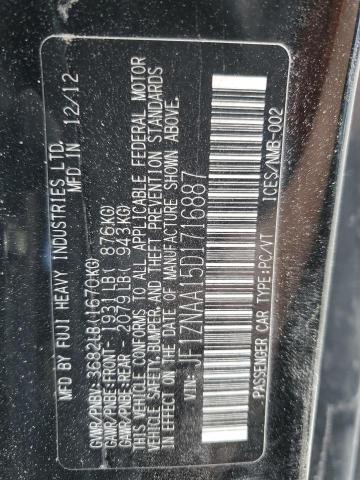 MFD BY FUJI HEAVY INDUSTRIES LTD.
MFD IN 12/12
GVWR/PNBV: 3682LB(1670KG)
GAWR/PNBE:FRONT- 1931LB( 876KG)
GAWR/PNBE:REAR- 2079LB( 943KG)
THIS VEHICLE CONFORMS TO ALL APPLICABLE FEDERAL MOTOR
VEHICLE SAFETY,BUMPER,AND THEFT PREVENTION STANDARDS
IN EFFECT ON THE DATE OF MANUFACTURE SHOWN ABOVE.
VIN: JF1ZNAA15D1716887
PASSENGER CAR/TYPE:PC/VT
ICES/NMB-002